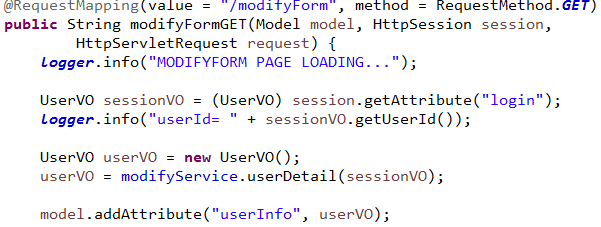 @RequestMapping(value = "/modifyForm", method = RequestMethod.GET)
public String modifyFormGET(Model model, HttpSession session,
HttpServletRequest request) {
logger.info("MODIFYFORM PAGE LOADING...");
UserVO sessionVO = (UserVO) session.getAttribute("login");
logger.info("userId= " + sessionVO.getUserId());
UserVO userVO = new UserVO();
userVO = modifyService.userDetail(sessionVO);
model.addAttribute("userInfo", userVO);